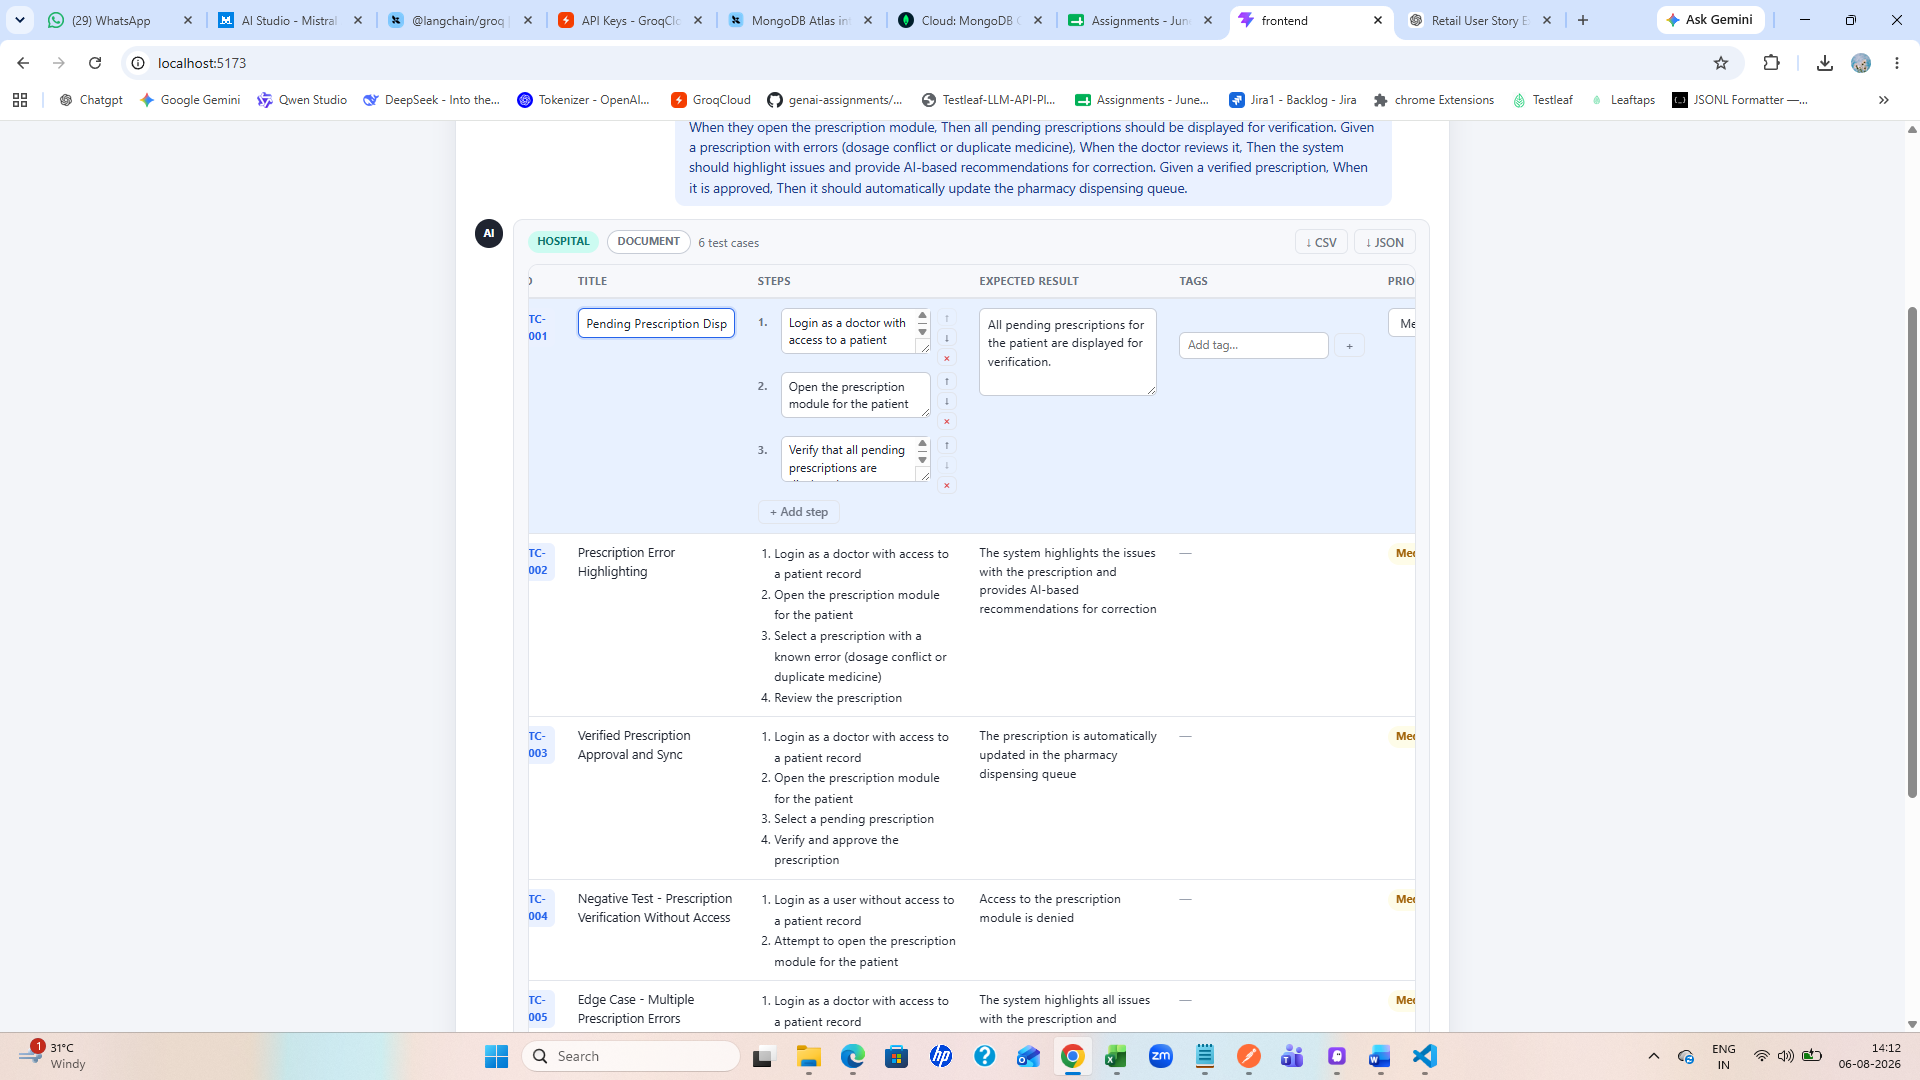 (29) WhatsApp
AI Studio - Mistral
@langchain/groq
API Keys - GroqClo
MongoDB Atlas in
Cloud: MongoDB C
Assignments - June
frontend
Retail User Story E
Ask Gemini
localhost:5173
Chatgpt
Google Gemini
Qwen Studio
DeepSeek - Into the...
Tokenizer - OpenAI...
GroqCloud
genai-assignments/...
Testleaf-LLM-API-Pl...
Assignments - June...
Jira1 - Backlog - Jira
chrome Extensions
Testleaf
Leaftaps
JSONL Formatter —...
When they open the prescription module, Then all pending prescriptions should be displayed for verification. Given
a prescription with errors (dosage conflict or duplicate medicine), When the doctor reviews it, Then the system
should highlight issues and provide AI-based recommendations for correction. Given a verified prescription, When
it is approved, Then it should automatically update the pharmacy dispensing queue.
AI
HOSPITAL
DOCUMENT
6 test cases
↓ CSV
↓ JSON
TITLE
STEPS
EXPECTED RESULT
TAGS
PRIO
TC-
001
Pending Prescription Disp
1.
Login as a doctor with
access to a patient
2.
Open the prescription
module for the patient
3.
Verify that all pending
prescriptions are
+ Add step
All pending prescriptions for
the patient are displayed for
verification.
Add tag...
+
Me
TC-
002
Prescription Error
Highlighting
1. Login as a doctor with access to
a patient record
2. Open the prescription module
for the patient
3. Select a prescription with a
known error (dosage conflict or
duplicate medicine)
4. Review the prescription
The system highlights the issues
with the prescription and
provides AI-based
recommendations for correction
—
Med
TC-
003
Verified Prescription
Approval and Sync
1. Login as a doctor with access to
a patient record
2. Open the prescription module
for the patient
3. Select a pending prescription
4. Verify and approve the
prescription
The prescription is automatically
updated in the pharmacy
dispensing queue
—
Med
TC-
004
Negative Test - Prescription
Verification Without Access
1. Login as a user without access to
a patient record
2. Attempt to open the prescription
module for the patient
Access to the prescription
module is denied
—
Med
TC-
005
Edge Case - Multiple
Prescription Errors
1. Login as a doctor with access to
a patient record
The system highlights all issues
with the prescription and
—
Med
1
31°C
Windy
Search
ENG
IN
14:12
06-08-2026